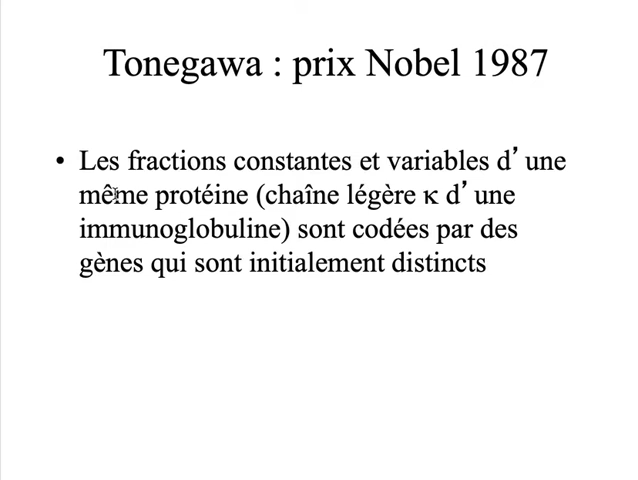 Tonegawa : prix Nobel 1987
• Les fractions constantes et variables d’une
même protéine (chaîne légère κ d’une
immunoglobuline) sont codées par des
gènes qui sont initialement distincts